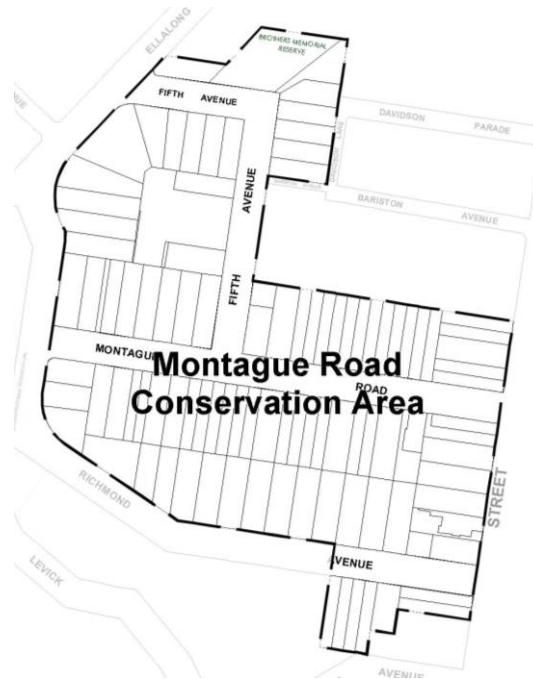 ELLALONG
BROTHERS MEMORIAL
RESERVE
FIFTH AVENUE
DAVIDSON PARADE
BARISTON AVENUE
FIFTH AVENUE
MONTAGUE ROAD
Montague Road
Conservation Area
RICHMOND AVENUE
STREET
LEVICK
AVENUE